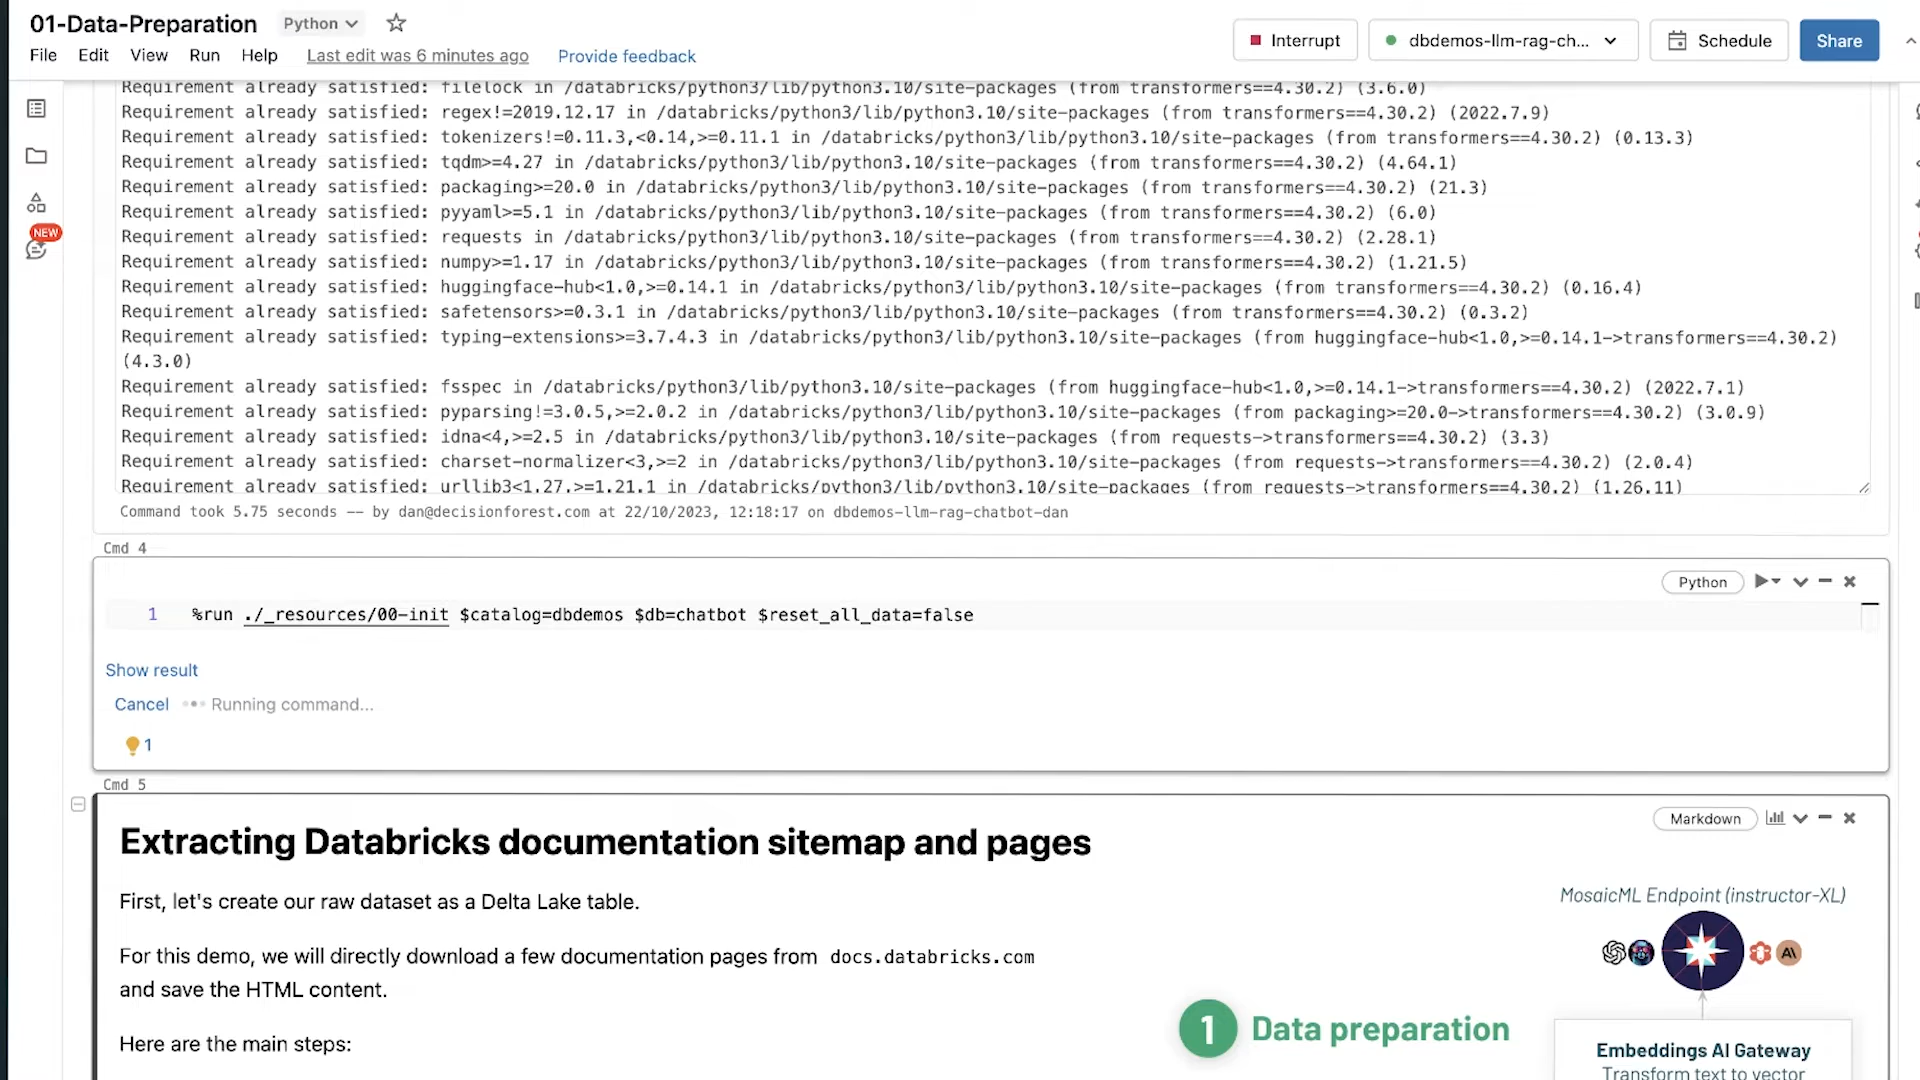 01-Data-Preparation
Python
Interrupt
dbdemos-llm-rag-ch...
Schedule
Share
File Edit View Run Help Last edit was 6 minutes ago Provide feedback
NEW
Requirement already satisfied: filelock in /databricks/python3/lib/python3.10/site-packages (from transformers==4.30.2) (3.6.0)
Requirement already satisfied: regex!=2019.12.17 in /databricks/python3/lib/python3.10/site-packages (from transformers==4.30.2) (2022.7.9)
Requirement already satisfied: tokenizers!=0.11.3,<0.14,>=0.11.1 in /databricks/python3/lib/python3.10/site-packages (from transformers==4.30.2) (0.13.3)
Requirement already satisfied: tqdm>=4.27 in /databricks/python3/lib/python3.10/site-packages (from transformers==4.30.2) (4.64.1)
Requirement already satisfied: packaging>=20.0 in /databricks/python3/lib/python3.10/site-packages (from transformers==4.30.2) (21.3)
Requirement already satisfied: pyyaml>=5.1 in /databricks/python3/lib/python3.10/site-packages (from transformers==4.30.2) (6.0)
Requirement already satisfied: requests in /databricks/python3/lib/python3.10/site-packages (from transformers==4.30.2) (2.28.1)
Requirement already satisfied: numpy>=1.17 in /databricks/python3/lib/python3.10/site-packages (from transformers==4.30.2) (1.21.5)
Requirement already satisfied: huggingface-hub<1.0,>=0.14.1 in /databricks/python3/lib/python3.10/site-packages (from transformers==4.30.2) (0.16.4)
Requirement already satisfied: safetensors>=0.3.1 in /databricks/python3/lib/python3.10/site-packages (from transformers==4.30.2) (0.3.2)
Requirement already satisfied: typing-extensions>=3.7.4.3 in /databricks/python3/lib/python3.10/site-packages (from huggingface-hub<1.0,>=0.14.1->transformers==4.30.2)
(4.3.0)
Requirement already satisfied: fsspec in /databricks/python3/lib/python3.10/site-packages (from huggingface-hub<1.0,>=0.14.1->transformers==4.30.2) (2022.7.1)
Requirement already satisfied: pyparsing!=3.0.5,>=2.0.2 in /databricks/python3/lib/python3.10/site-packages (from packaging>=20.0->transformers==4.30.2) (3.0.9)
Requirement already satisfied: idna<4,>=2.5 in /databricks/python3/lib/python3.10/site-packages (from requests->transformers==4.30.2) (3.3)
Requirement already satisfied: charset-normalizer<3,>=2 in /databricks/python3/lib/python3.10/site-packages (from requests->transformers==4.30.2) (2.0.4)
Requirement already satisfied: urllib3<1.27,>=1.21.1 in /databricks/python3/lib/python3.10/site-packages (from requests->transformers==4.30.2) (1.26.11)
Command took 5.75 seconds -- by dan@decisionforest.com at 22/10/2023, 12:18:17 on dbdemos-llm-rag-chatbot-dan
Cmd 4
Python
1 %run ./_resources/00-init $catalog=dbdemos $db=chatbot $reset_all_data=false
Show result
Cancel ••• Running command...
1
Cmd 5
Markdown
Extracting Databricks documentation sitemap and pages
First, let's create our raw dataset as a Delta Lake table.
For this demo, we will directly download a few documentation pages from docs.databricks.com
and save the HTML content.
Here are the main steps:
MosaicML Endpoint (instructor-XL)
AI
1 Data preparation
Embeddings AI Gateway
Transform text to vector